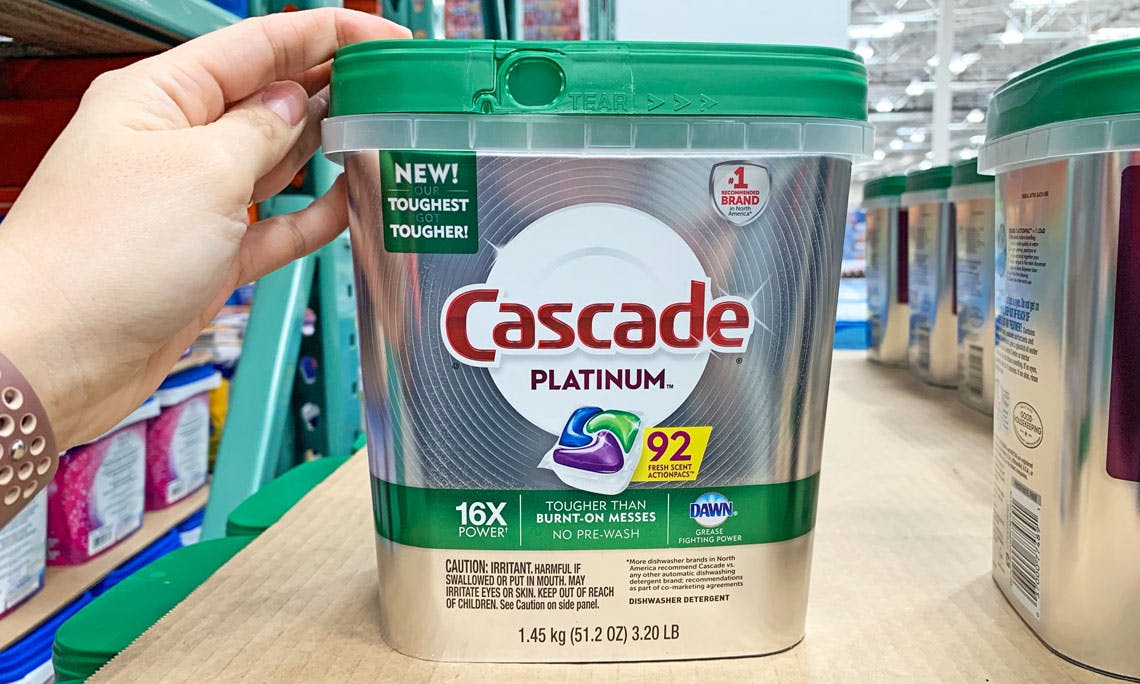 TEAR >>>
NEW!
OUR
TOUGHEST
GOT
TOUGHER!
#1
RECOMMENDED
BRAND
in North
America*
Cascade®
PLATINUM™
92
FRESH SCENT
ACTIONPACS™
16X
POWER†
TOUGHER THAN
BURNT-ON MESSES
NO PRE-WASH
DAWN®
GREASE
FIGHTING POWER
CAUTION: IRRITANT. HARMFUL IF
SWALLOWED OR PUT IN MOUTH. MAY
IRRITATE EYES OR SKIN. KEEP OUT OF REACH
OF CHILDREN. See Caution on side panel.
*More dishwasher brands in North
America recommend Cascade vs.
any other automatic dishwashing
detergent brand; recommendations
as part of co-marketing agreements
DISHWASHER DETERGENT
1.45 kg (51.2 OZ) 3.20 LB
GOOD
HOUSEKEEPING